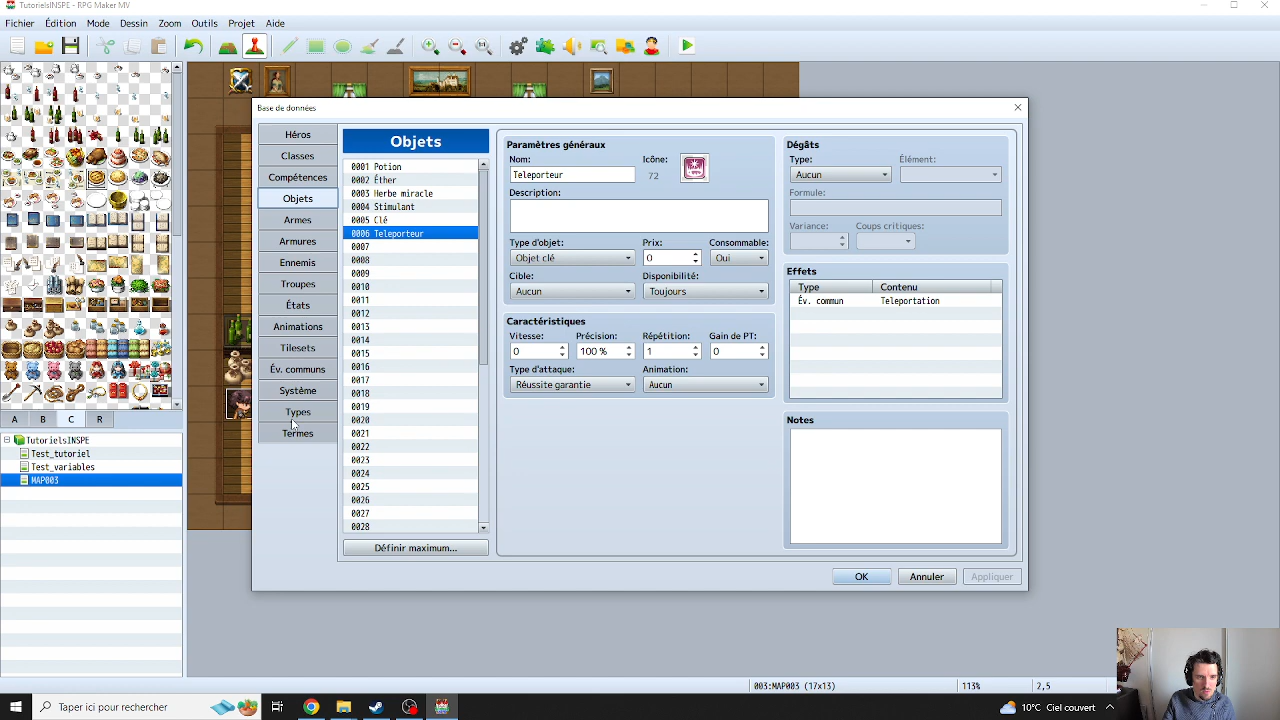 TutorielsINSPE - RPG Maker MV
Fichier Édition Mode Dessin Zoom Outils Projet Aide
Base de données
Héros
Classes
Compétences
Objets
Armes
Armures
Ennemis
Troupes
États
Animations
Tilesets
Év. communs
Système
Types
Termes
Objets
0001 Potion
0002 Éther
0003 Herbe miracle
0004 Stimulant
0005 Clé
0006 Teleporteur
0007
0008
0009
0010
0011
0012
0013
0014
0015
0016
0017
0018
0019
0020
0021
0022
0023
0024
0025
0026
0027
0028
Définir maximum...
Paramètres généraux
Nom: Icône:
Teleporteur 72
Description:
Type d'objet: Prix: Consommable:
Objet clé 0 Oui
Cible: Disponibilité:
Aucun Toujours
Caractéristiques
Vitesse: Précision: Répétition: Gain de PT:
0 100 % 1 0
Type d'attaque: Animation:
Réussite garantie Aucun
Dégâts
Type: Élément:
Aucun
Formule:
Variance: Coups critiques:
Effets
Type Contenu
Év. commun Teleportation
Notes
OK Annuler Appliquer
A B C R
TutorielsINSPE
Test_tutoriel
Test_variables
MAP003
003:MAP003 (17x13) 113% 2,5
Taper ici pour rechercher
10°C Ciel couvert